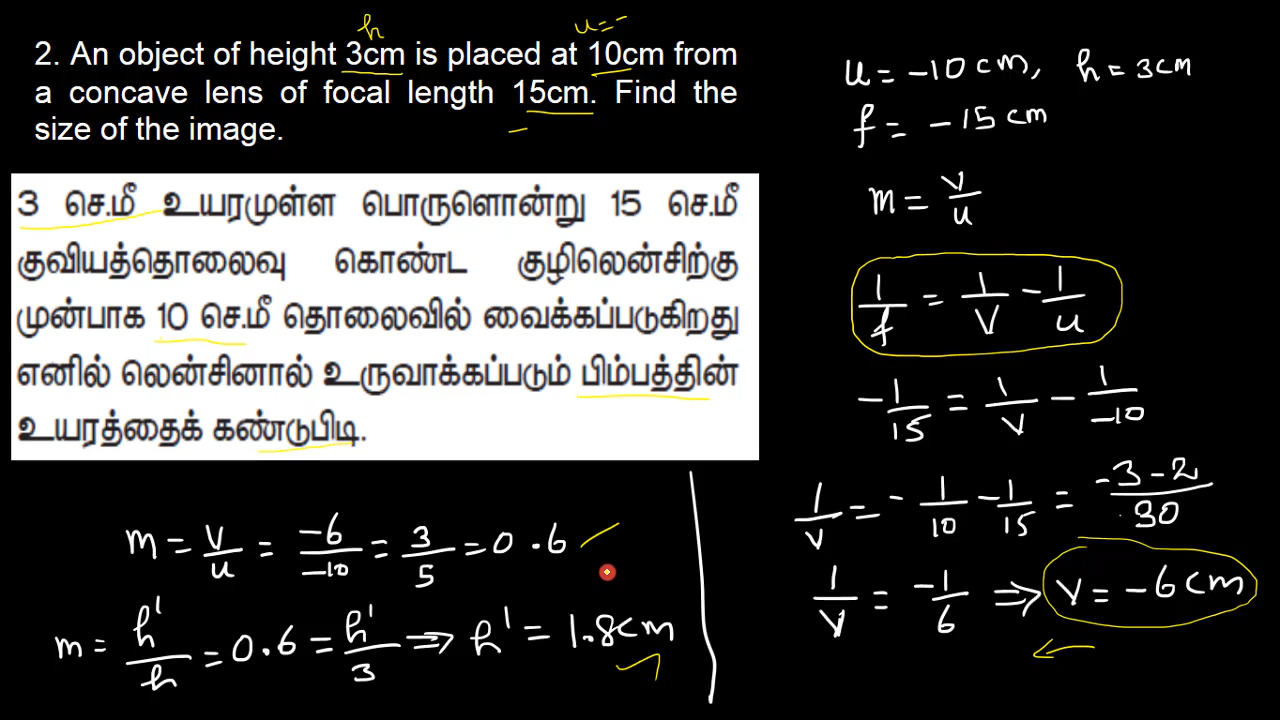 h
u = -
2. An object of height 3cm is placed at 10cm from
a concave lens of focal length 15cm. Find the
size of the image.
3 செ.மீ உயரமுள்ள பொருளொன்று 15 செ.மீ
குவியத்தொலைவு கொண்ட குழிலென்சிற்கு
முன்பாக 10 செ.மீ தொலைவில் வைக்கப்படுகிறது
எனில் லென்சினால் உருவாக்கப்படும் பிம்பத்தின்
உயரத்தைக் கண்டுபிடி.
m = v/u = -6/-10 = 3/5 = 0.6
m = h'/h = 0.6 = h'/3 ⇒ h' = 1.8cm
u = -10 cm, h = 3cm
f = -15 cm
m = v/u
1/f = 1/v - 1/u
-1/15 = 1/v - 1/-10
1/v = -1/10 - 1/15 = -3-2/30
1/v = -1/6 ⇒ v = -6cm